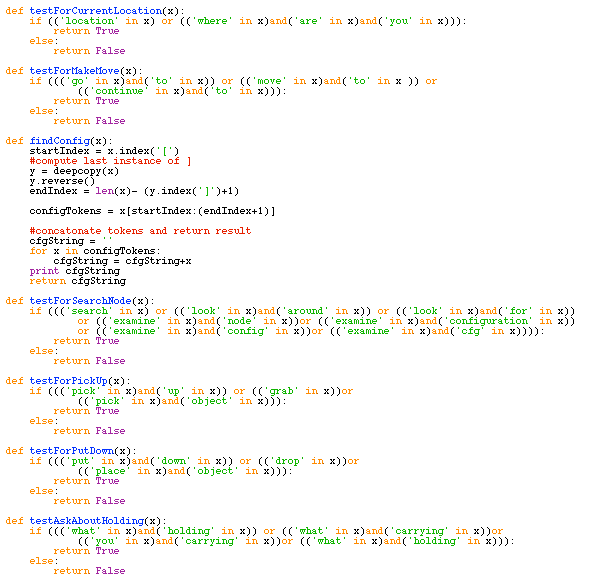 def testForCurrentLocation(x):
    if (('location' in x) or (('where' in x)and('are' in x)and('you' in x))):
        return True
    else:
        return False
def testForMakeMove(x):
    if ((('go' in x)and('to' in x)) or (('move' in x)and('to' in x )) or
            (('continue' in x)and('to' in x))):
        return True
    else:
        return False
def findConfig(x):
    startIndex = x.index('[')
    #compute last instance of ]
    y = deepcopy(x)
    y.reverse()
    endIndex = len(x)- (y.index(']')+1)
    configTokens = x[startIndex:(endIndex+1)]
    #concatonate tokens and return result
    cfgString = ''
    for x in configTokens:
        cfgString = cfgString+x
    print cfgString
    return cfgString
def testForSearchNode(x):
    if ((('search' in x) or (('look' in x)and('around' in x)) or (('look' in x)and('for' in x))
            or (('examine' in x)and('node' in x))or (('examine' in x)and('configuration' in x))
            or (('examine' in x)and('config' in x))or (('examine' in x)and('cfg' in x)))):
        return True
    else:
        return False
def testForPickUp(x):
    if ((('pick' in x)and('up' in x)) or (('grab' in x))or
            (('pick' in x)and('object' in x))):
        return True
    else:
        return False
def testForPutDown(x):
    if ((('put' in x)and('down' in x)) or (('drop' in x))or
            (('place' in x)and('object' in x))):
        return True
    else:
        return False
def testAskAboutHolding(x):
    if ((('what' in x)and('holding' in x)) or (('what' in x)and('carrying' in x))or
            (('you' in x)and('carrying' in x))or (('what' in x)and('holding' in x))):
        return True
    else:
        return False